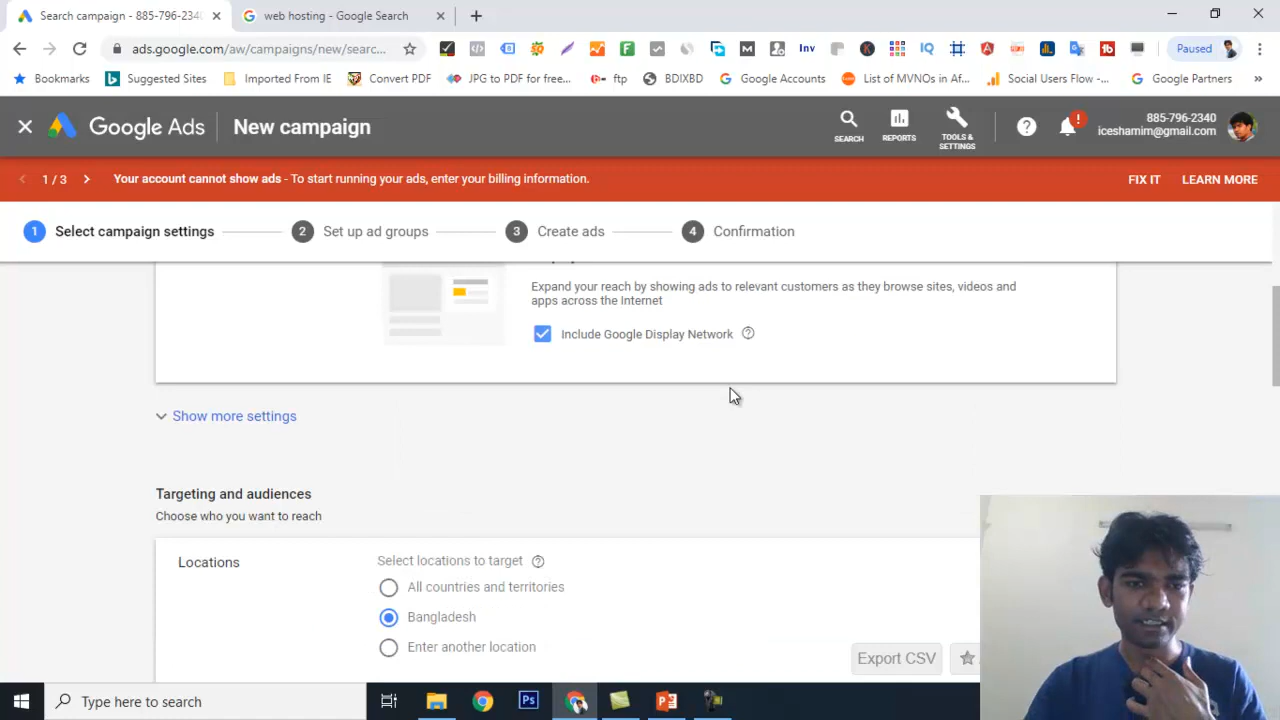 Search campaign - 885-796-2340
web hosting - Google Search
ads.google.com/aw/campaigns/new/searc...
Inv
IQ
Paused
Bookmarks
Suggested Sites
Imported From IE
Convert PDF
JPG to PDF for free...
ftp
BDIXBD
Google Accounts
List of MVNOs in Af...
Social Users Flow -...
Google Partners
Google Ads
New campaign
SEARCH
REPORTS
TOOLS &
SETTINGS
885-796-2340
iceshamim@gmail.com
1 / 3
Your account cannot show ads - To start running your ads, enter your billing information.
FIX IT
LEARN MORE
1 Select campaign settings
2 Set up ad groups
3 Create ads
4 Confirmation
Expand your reach by showing ads to relevant customers as they browse sites, videos and
apps across the Internet
Include Google Display Network
Show more settings
Targeting and audiences
Choose who you want to reach
Locations
Select locations to target
All countries and territories
Bangladesh
Enter another location
Export CSV
Type here to search